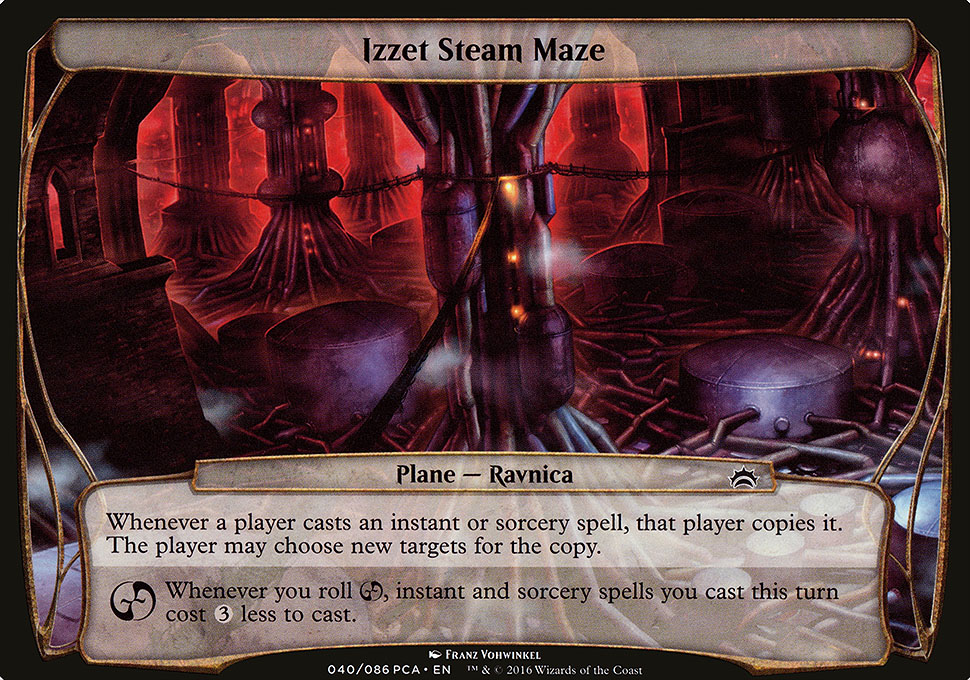 Izzet Steam Maze
Plane — Ravnica
Whenever a player casts an instant or sorcery spell, that player copies it.
The player may choose new targets for the copy.
Whenever you roll , instant and sorcery spells you cast this turn
cost 3 less to cast.
Franz Vohwinkel
040/086 PCA • EN ™ & © 2016 Wizards of the Coast